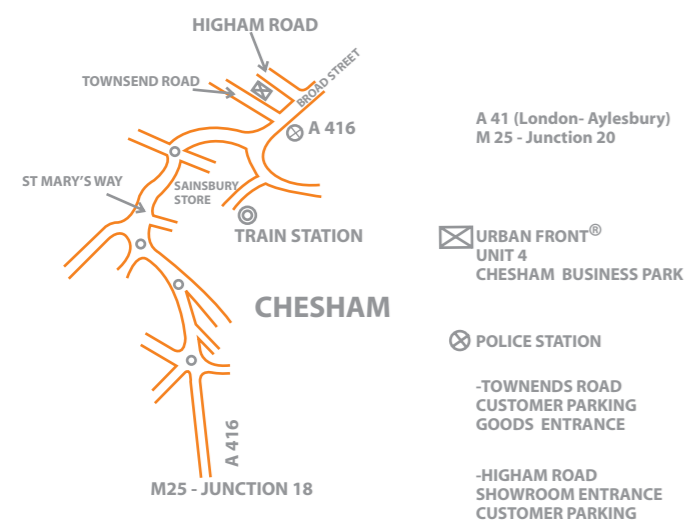 HIGHAM ROAD
TOWNSEND ROAD
BROAD STREET
A 416
A 41 (London- Aylesbury)
M 25 - Junction 20
ST MARY'S WAY
SAINSBURY
STORE
TRAIN STATION
URBAN FRONT®
UNIT 4
CHESHAM BUSINESS PARK
CHESHAM
POLICE STATION
-TOWNENDS ROAD
CUSTOMER PARKING
GOODS ENTRANCE
A 416
M25 - JUNCTION 18
-HIGHAM ROAD
SHOWROOM ENTRANCE
CUSTOMER PARKING